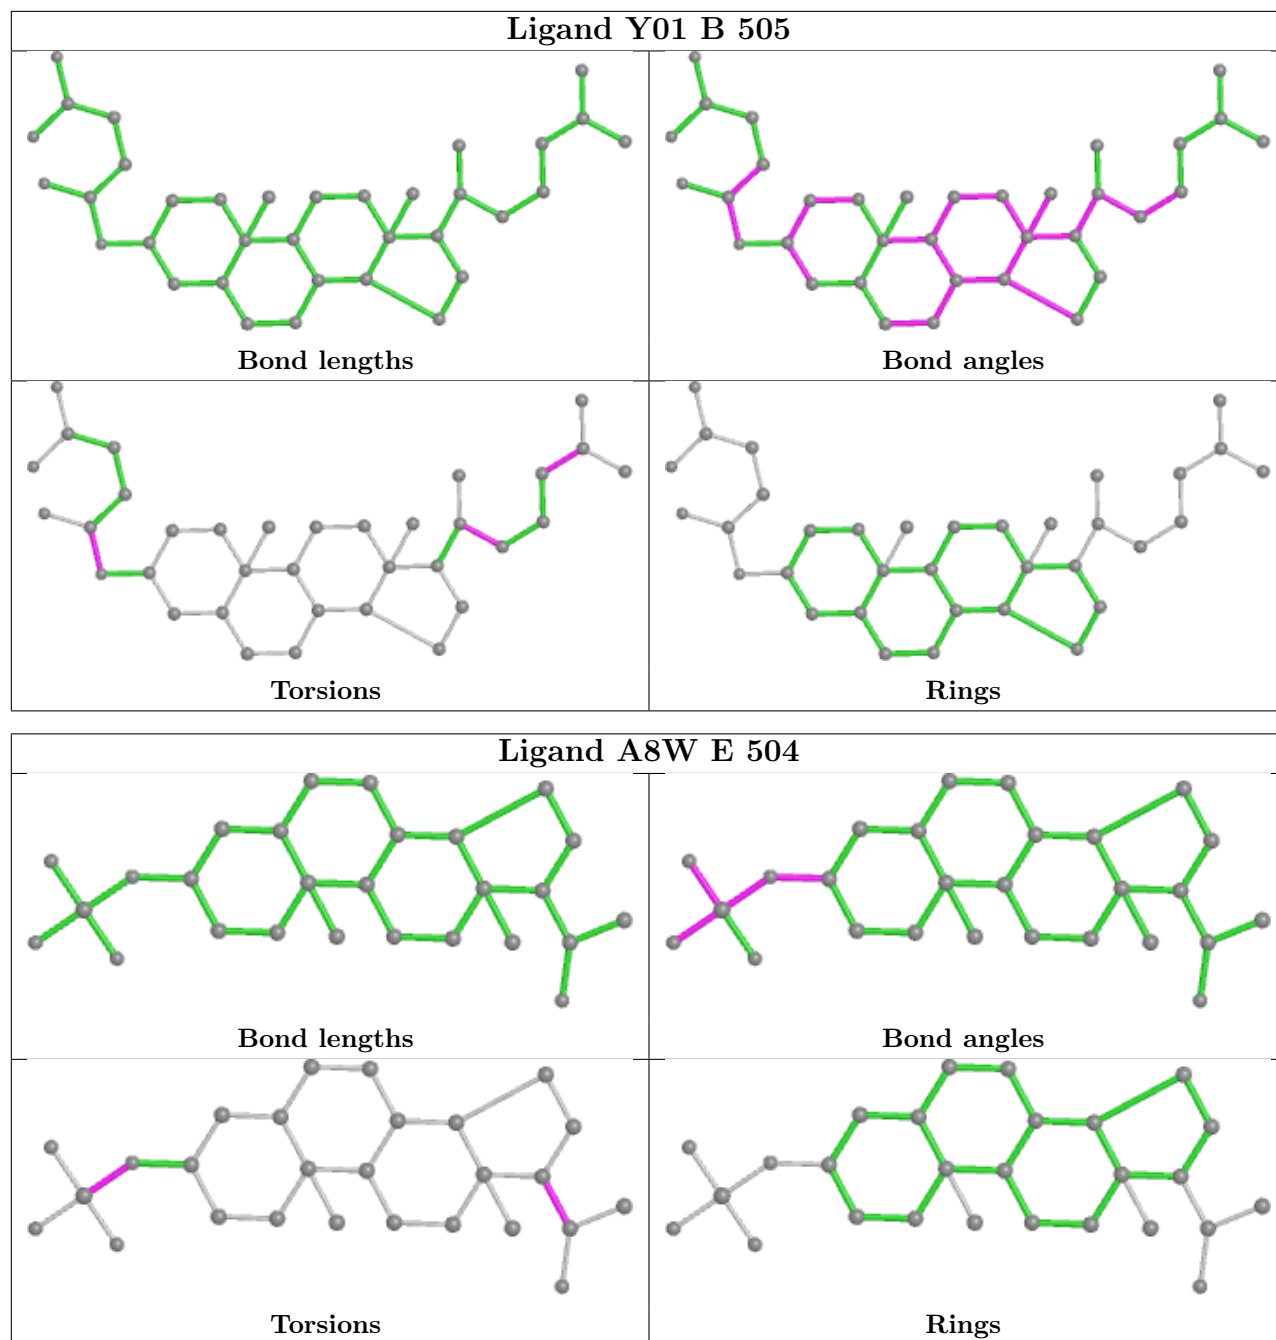 Ligand Y01 B 505
Bond lengths
Bond angles
Torsions
Rings
Ligand A8W E 504
Bond lengths
Bond angles
Torsions
Rings